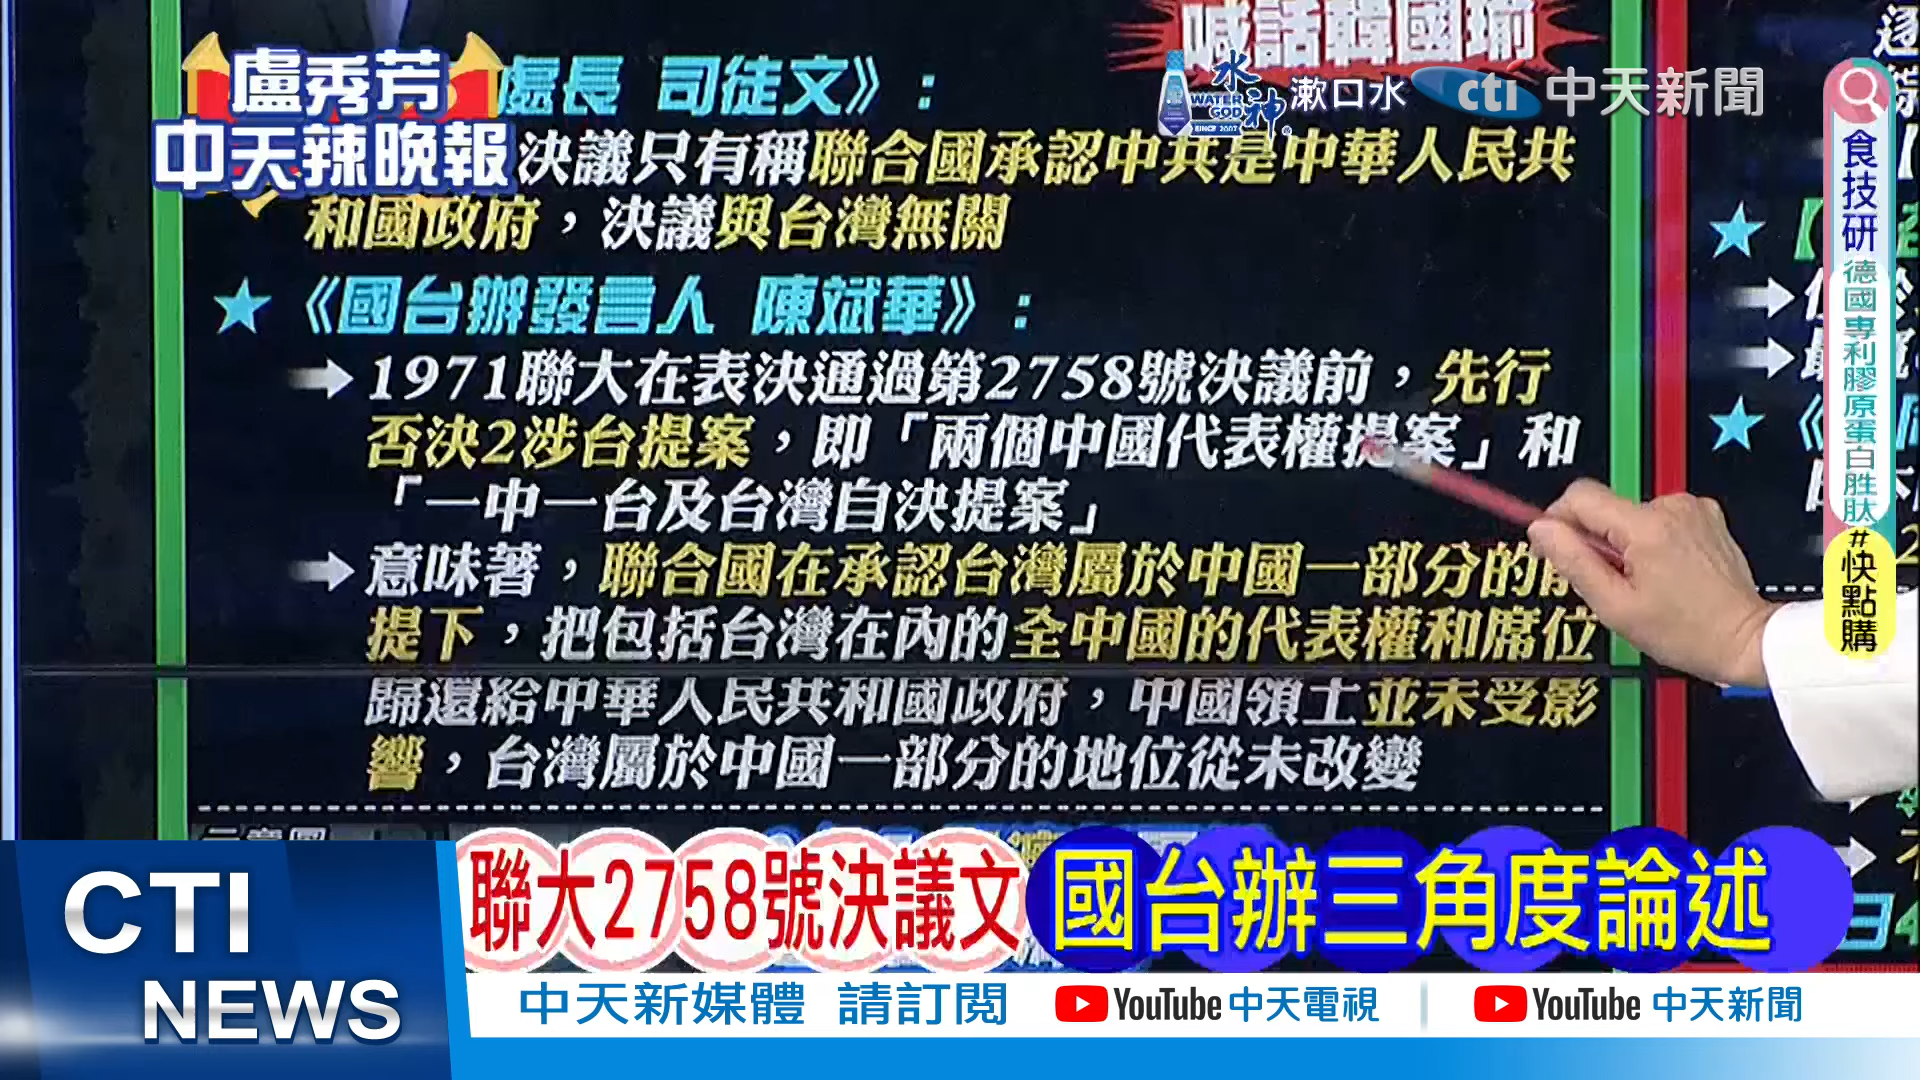 喊話韓國瑜
盧秀芳
中天辣晚報
處長 司徒文》：
決議只有稱聯合國承認中共是中華人民共
和國政府，決議與台灣無關
★《國台辦發言人 陳斌華》：
→1971聯大在表決通過第2758號決議前，先行
否決2涉台提案，即「兩個中國代表權提案」和
「一中一台及台灣自決提案」
→意味著，聯合國在承認台灣屬於中國一部分的前
提下，把包括台灣在內的全中國的代表權和席位
歸還給中華人民共和國政府，中國領土並未受影
響，台灣屬於中國一部分的地位從未改變
水神
WATER GOD
SINCE 2007
漱口水
cti 中天新聞
食技研
德國專利膠原蛋白胜肽
#快點購
聯大2758號決議文 國台辦三角度論述
CTI
NEWS
中天新媒體 請訂閱 YouTube 中天電視 YouTube 中天新聞